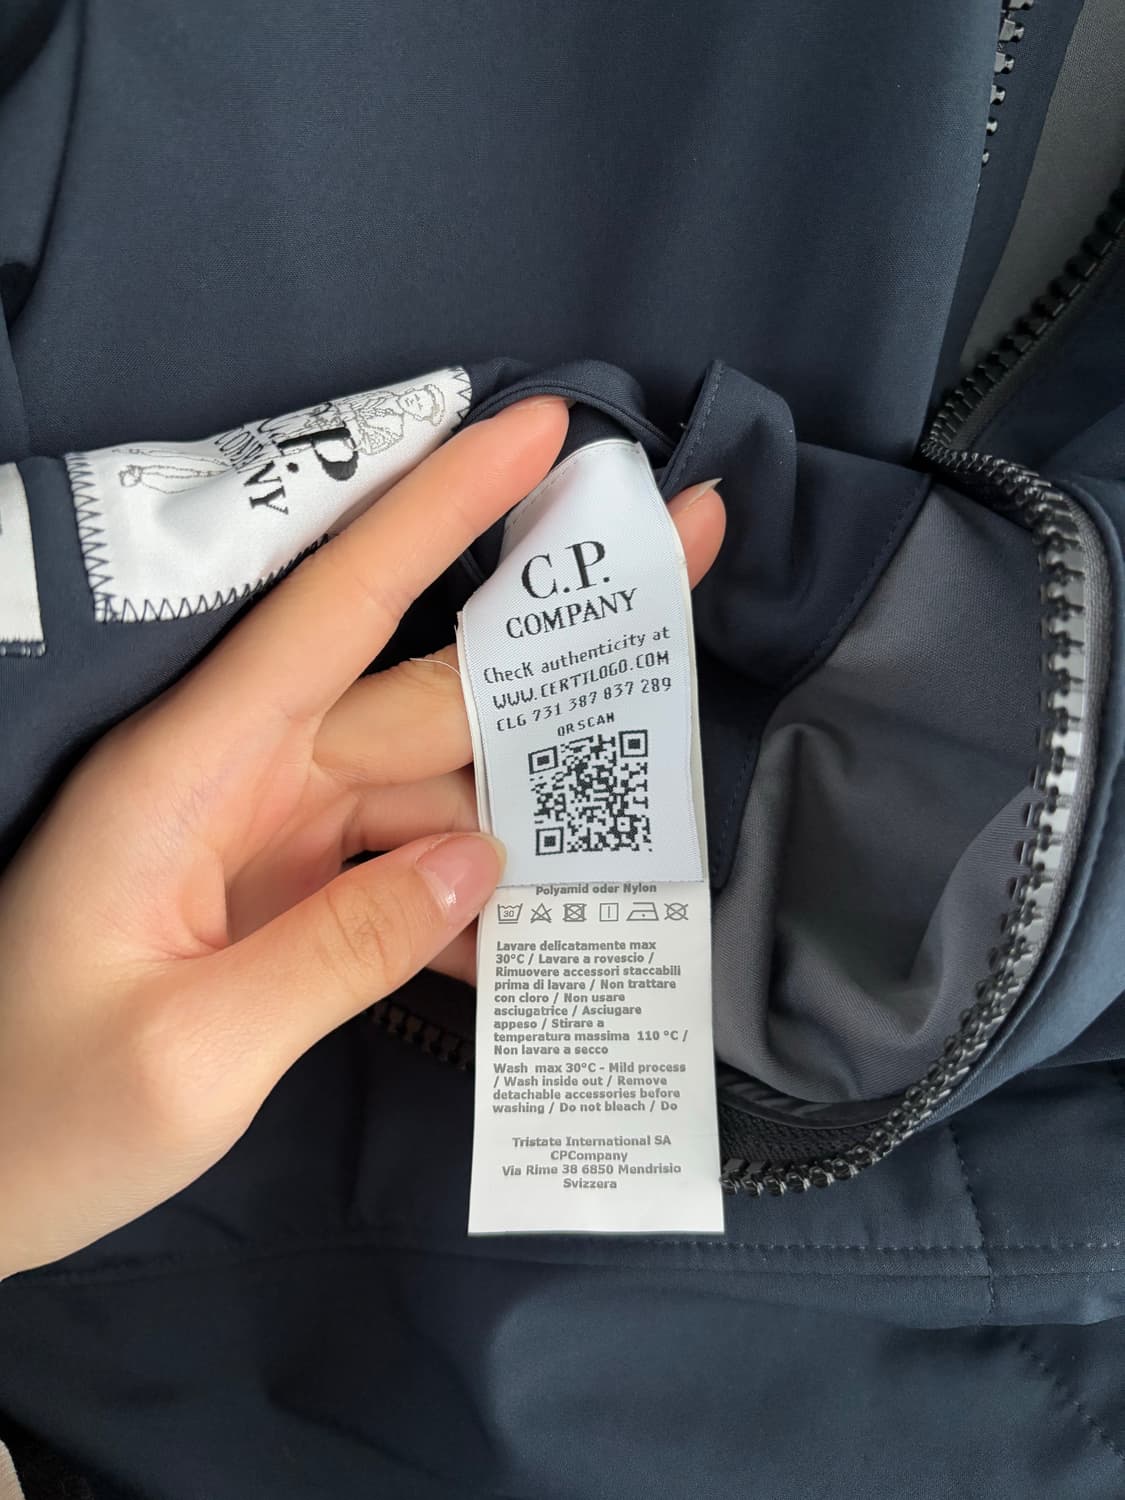 C.P.
COMPANY
C.P.
COMPANY
Check authenticity at
WWW.CERTILOGO.COM
CLG 731 387 837 289
OR SCAN
Polyamid oder Nylon
30
Lavare delicatamente max
30°C / Lavare a rovescio /
Rimuovere accessori staccabili
prima di lavare / Non trattare
con cloro / Non usare
asciugatrice / Asciugare
appeso / Stirare a
temperatura massima 110 °C /
Non lavare a secco
Wash max 30°C - Mild process
/ Wash inside out / Remove
detachable accessories before
washing / Do not bleach / Do
Tristate International SA
CPCompany
Via Rime 38 6850 Mendrisio
Svizzera